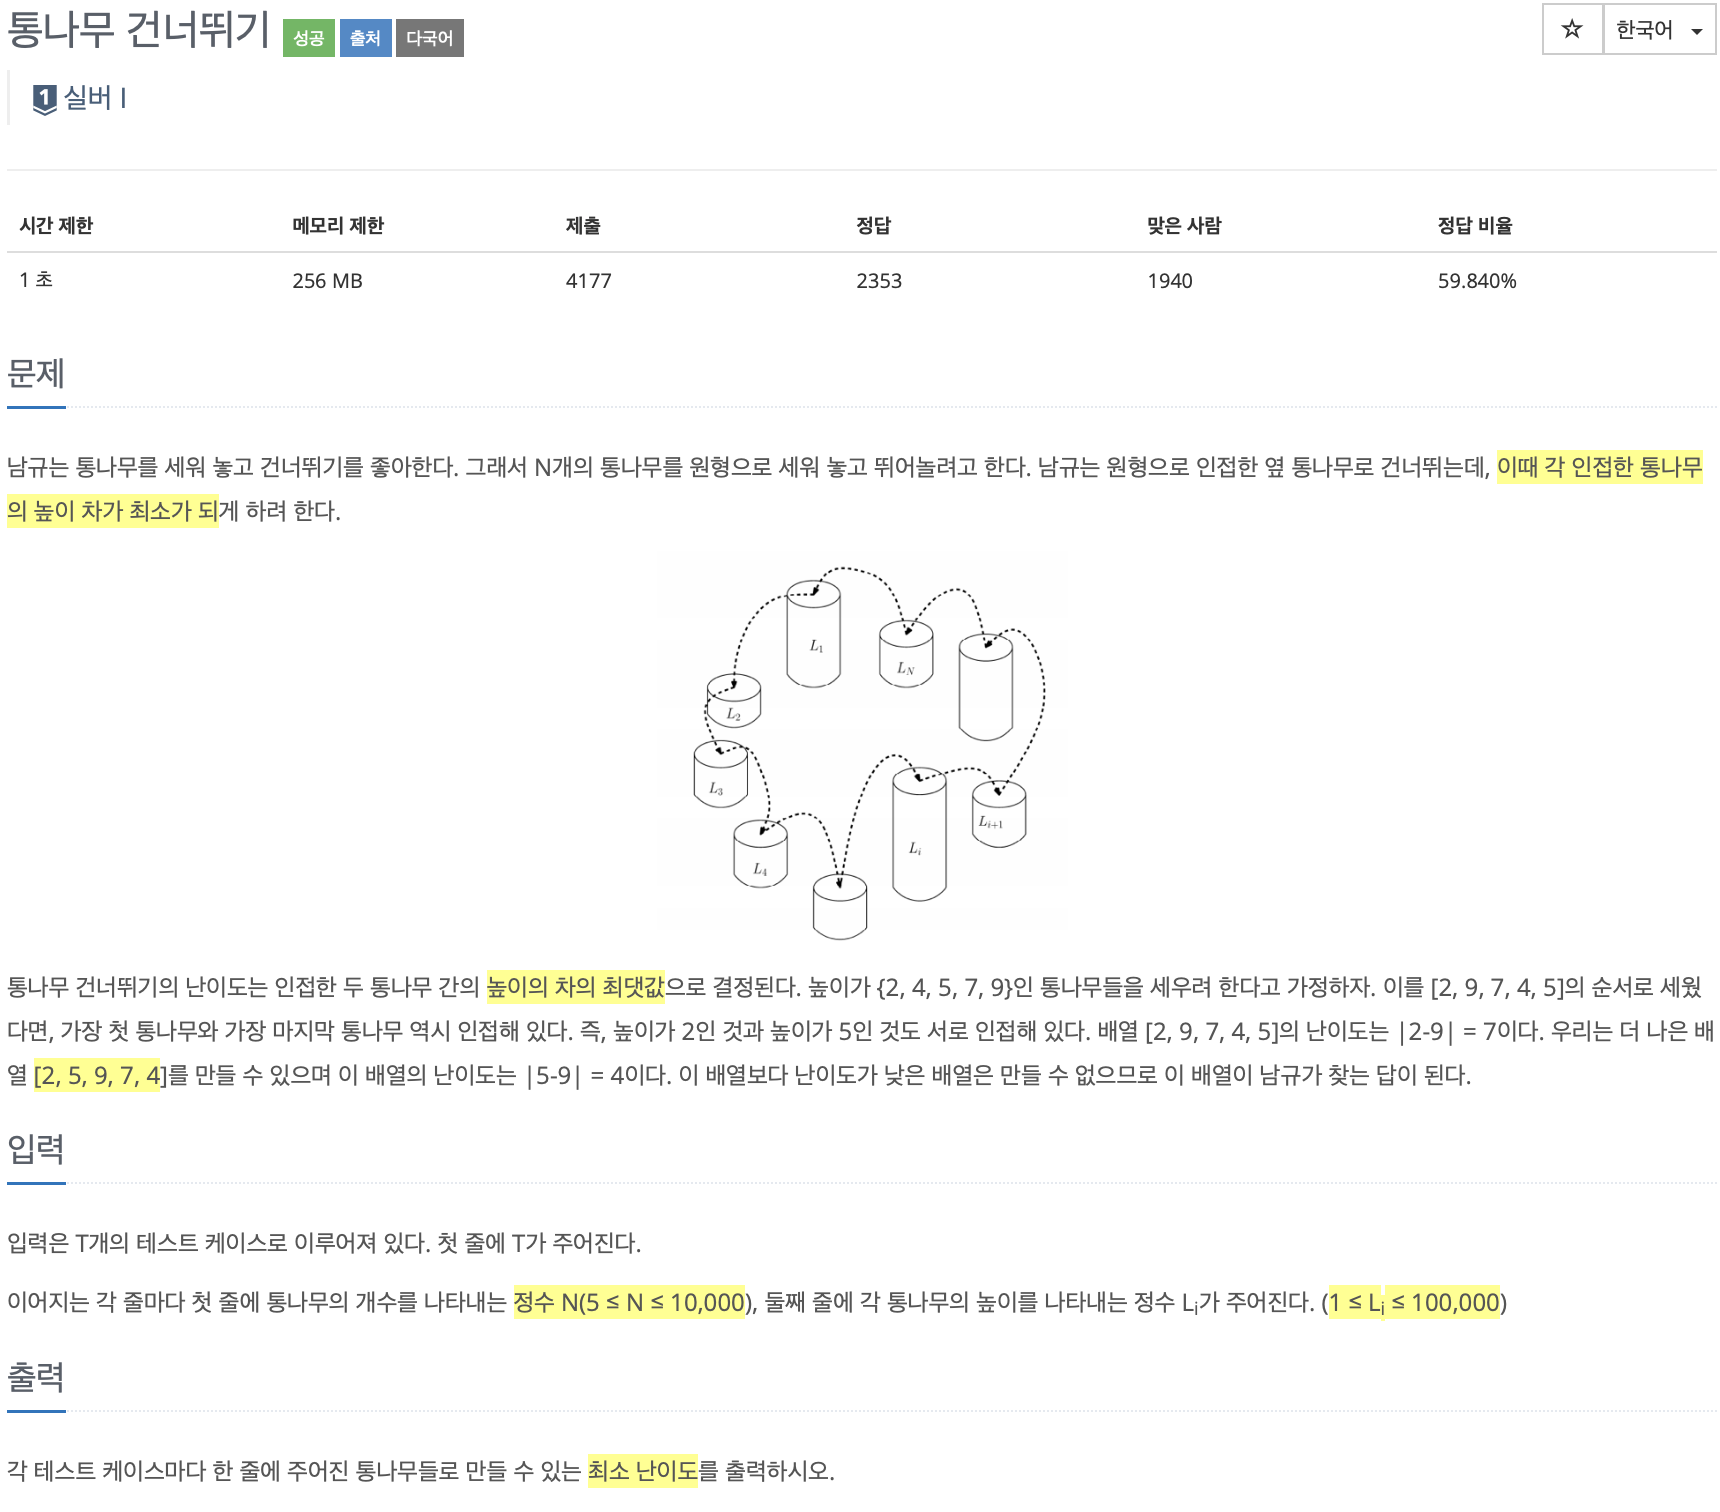 통나무 건너뛰기 성공 출처 다국어 ☆ 한국어
1 실버 I
시간 제한 메모리 제한 제출 정답 맞은 사람 정답 비율
1 초 256 MB 4177 2353 1940 59.840%
문제
남규는 통나무를 세워 놓고 건너뛰기를 좋아한다. 그래서 N개의 통나무를 원형으로 세워 놓고 뛰어놀려고 한다. 남규는 원형으로 인접한 옆 통나무로 건너뛰는데, 이때 각 인접한 통나무
의 높이 차가 최소가 되게 하려 한다.
L₁
L_N
L₂
L₃
L_{i+1}
L_i
L₄
통나무 건너뛰기의 난이도는 인접한 두 통나무 간의 높이의 차의 최댓값으로 결정된다. 높이가 {2, 4, 5, 7, 9}인 통나무들을 세우려 한다고 가정하자. 이를 [2, 9, 7, 4, 5]의 순서로 세웠
다면, 가장 첫 통나무와 가장 마지막 통나무 역시 인접해 있다. 즉, 높이가 2인 것과 높이가 5인 것도 서로 인접해 있다. 배열 [2, 9, 7, 4, 5]의 난이도는 |2-9| = 7이다. 우리는 더 나은 배
열 [2, 5, 9, 7, 4]를 만들 수 있으며 이 배열의 난이도는 |5-9| = 4이다. 이 배열보다 난이도가 낮은 배열은 만들 수 없으므로 이 배열이 남규가 찾는 답이 된다.
입력
입력은 T개의 테스트 케이스로 이루어져 있다. 첫 줄에 T가 주어진다.
이어지는 각 줄마다 첫 줄에 통나무의 개수를 나타내는 정수 N(5 ≤ N ≤ 10,000), 둘째 줄에 각 통나무의 높이를 나타내는 정수 Lᵢ가 주어진다. (1 ≤ Lᵢ ≤ 100,000)
출력
각 테스트 케이스마다 한 줄에 주어진 통나무들로 만들 수 있는 최소 난이도를 출력하시오.